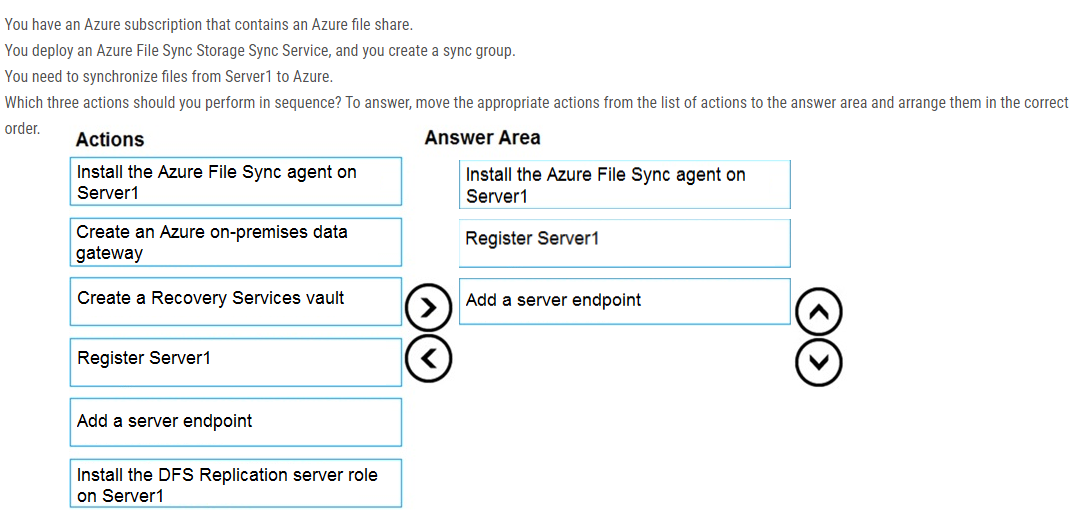 You have an Azure subscription that contains an Azure file share.
You deploy an Azure File Sync Storage Sync Service, and you create a sync group.
You need to synchronize files from Server1 to Azure.
Which three actions should you perform in sequence? To answer, move the appropriate actions from the list of actions to the answer area and arrange them in the correct
order.
Actions
Install the Azure File Sync agent on
Server1
Create an Azure on-premises data
gateway
Create a Recovery Services vault
Register Server1
Add a server endpoint
Install the DFS Replication server role
on Server1
Answer Area
Install the Azure File Sync agent on
Server1
Register Server1
Add a server endpoint